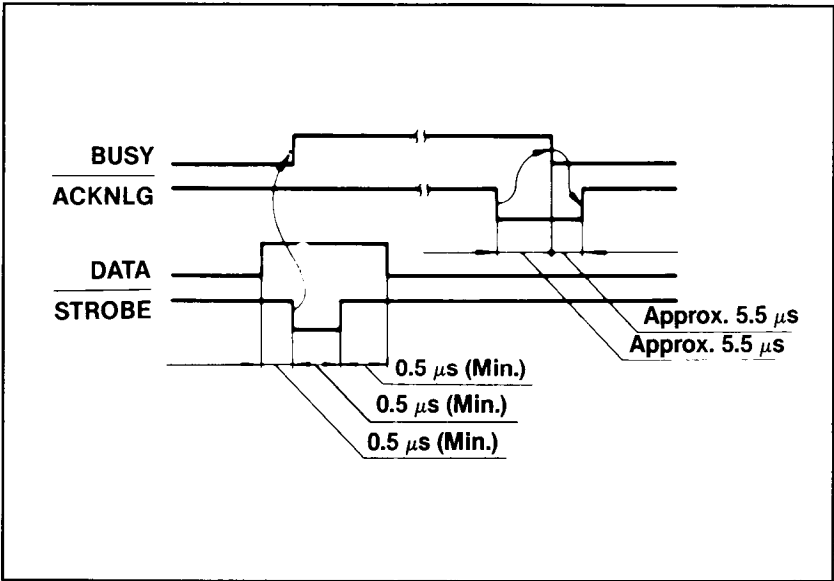 BUSY
ACKNLG
DATA
STROBE
Approx. 5.5 μs
Approx. 5.5 μs
0.5 μs (Min.)
0.5 μs (Min.)
0.5 μs (Min.)